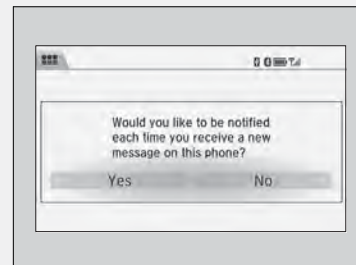 Would you like to be notified
each time you receive a new
message on this phone?
Yes No